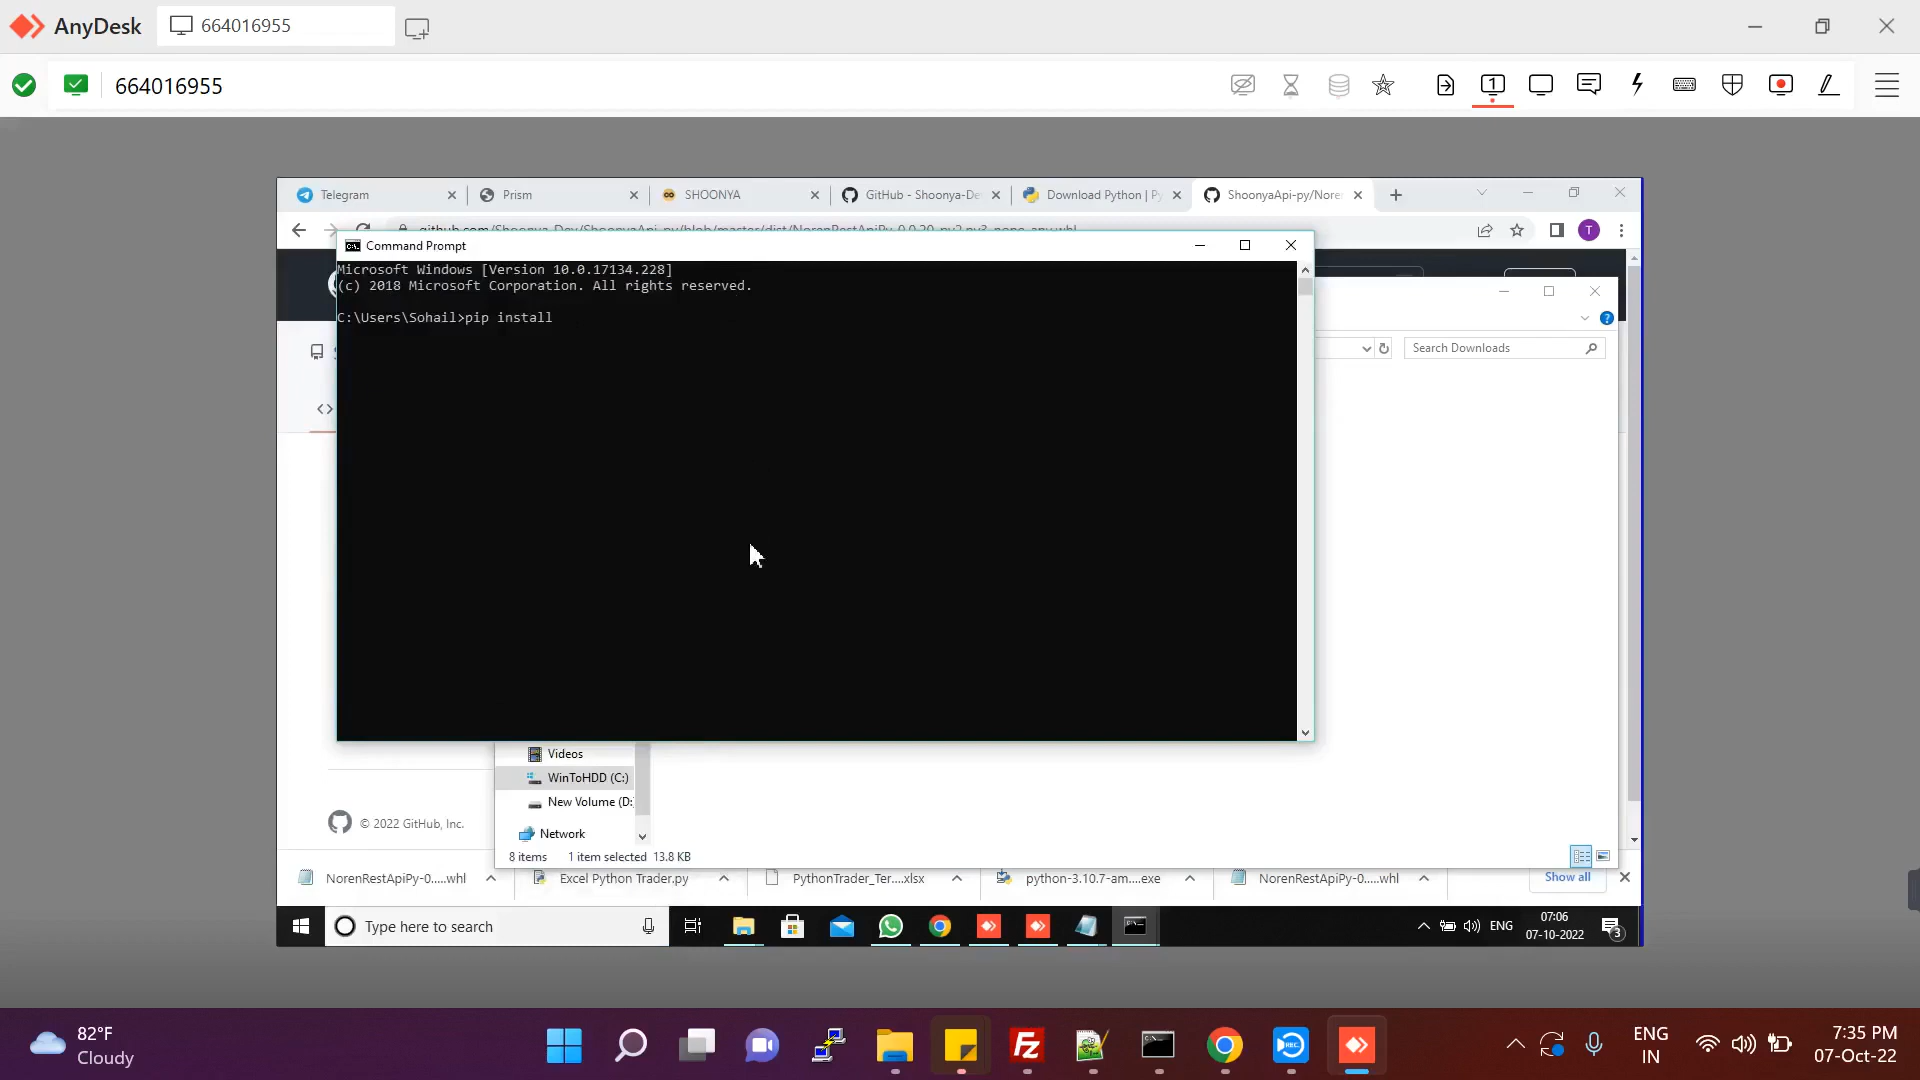 AnyDesk 664016955
664016955
1
Telegram Prism SHOONYA GitHub - Shoonya-De Download Python | Py ShoonyaApi-py/Nore
T
Command Prompt
Microsoft Windows [Version 10.0.17134.228]
(c) 2018 Microsoft Corporation. All rights reserved.
C:\Users\Sohail>pip install
Search Downloads
Videos
WinToHDD (C:)
New Volume (D:
Network
© 2022 GitHub, Inc.
8 items 1 item selected 13.8 KB
NorenRestApiPy-0.....whl Excel Python Trader.py PythonTrader_Ter....xlsx python-3.10.7-am....exe NorenRestApiPy-0.....whl Show all
Type here to search ENG 07:06
07-10-2022 3
82°F
Cloudy
REC
ENG
IN
7:35 PM
07-Oct-22